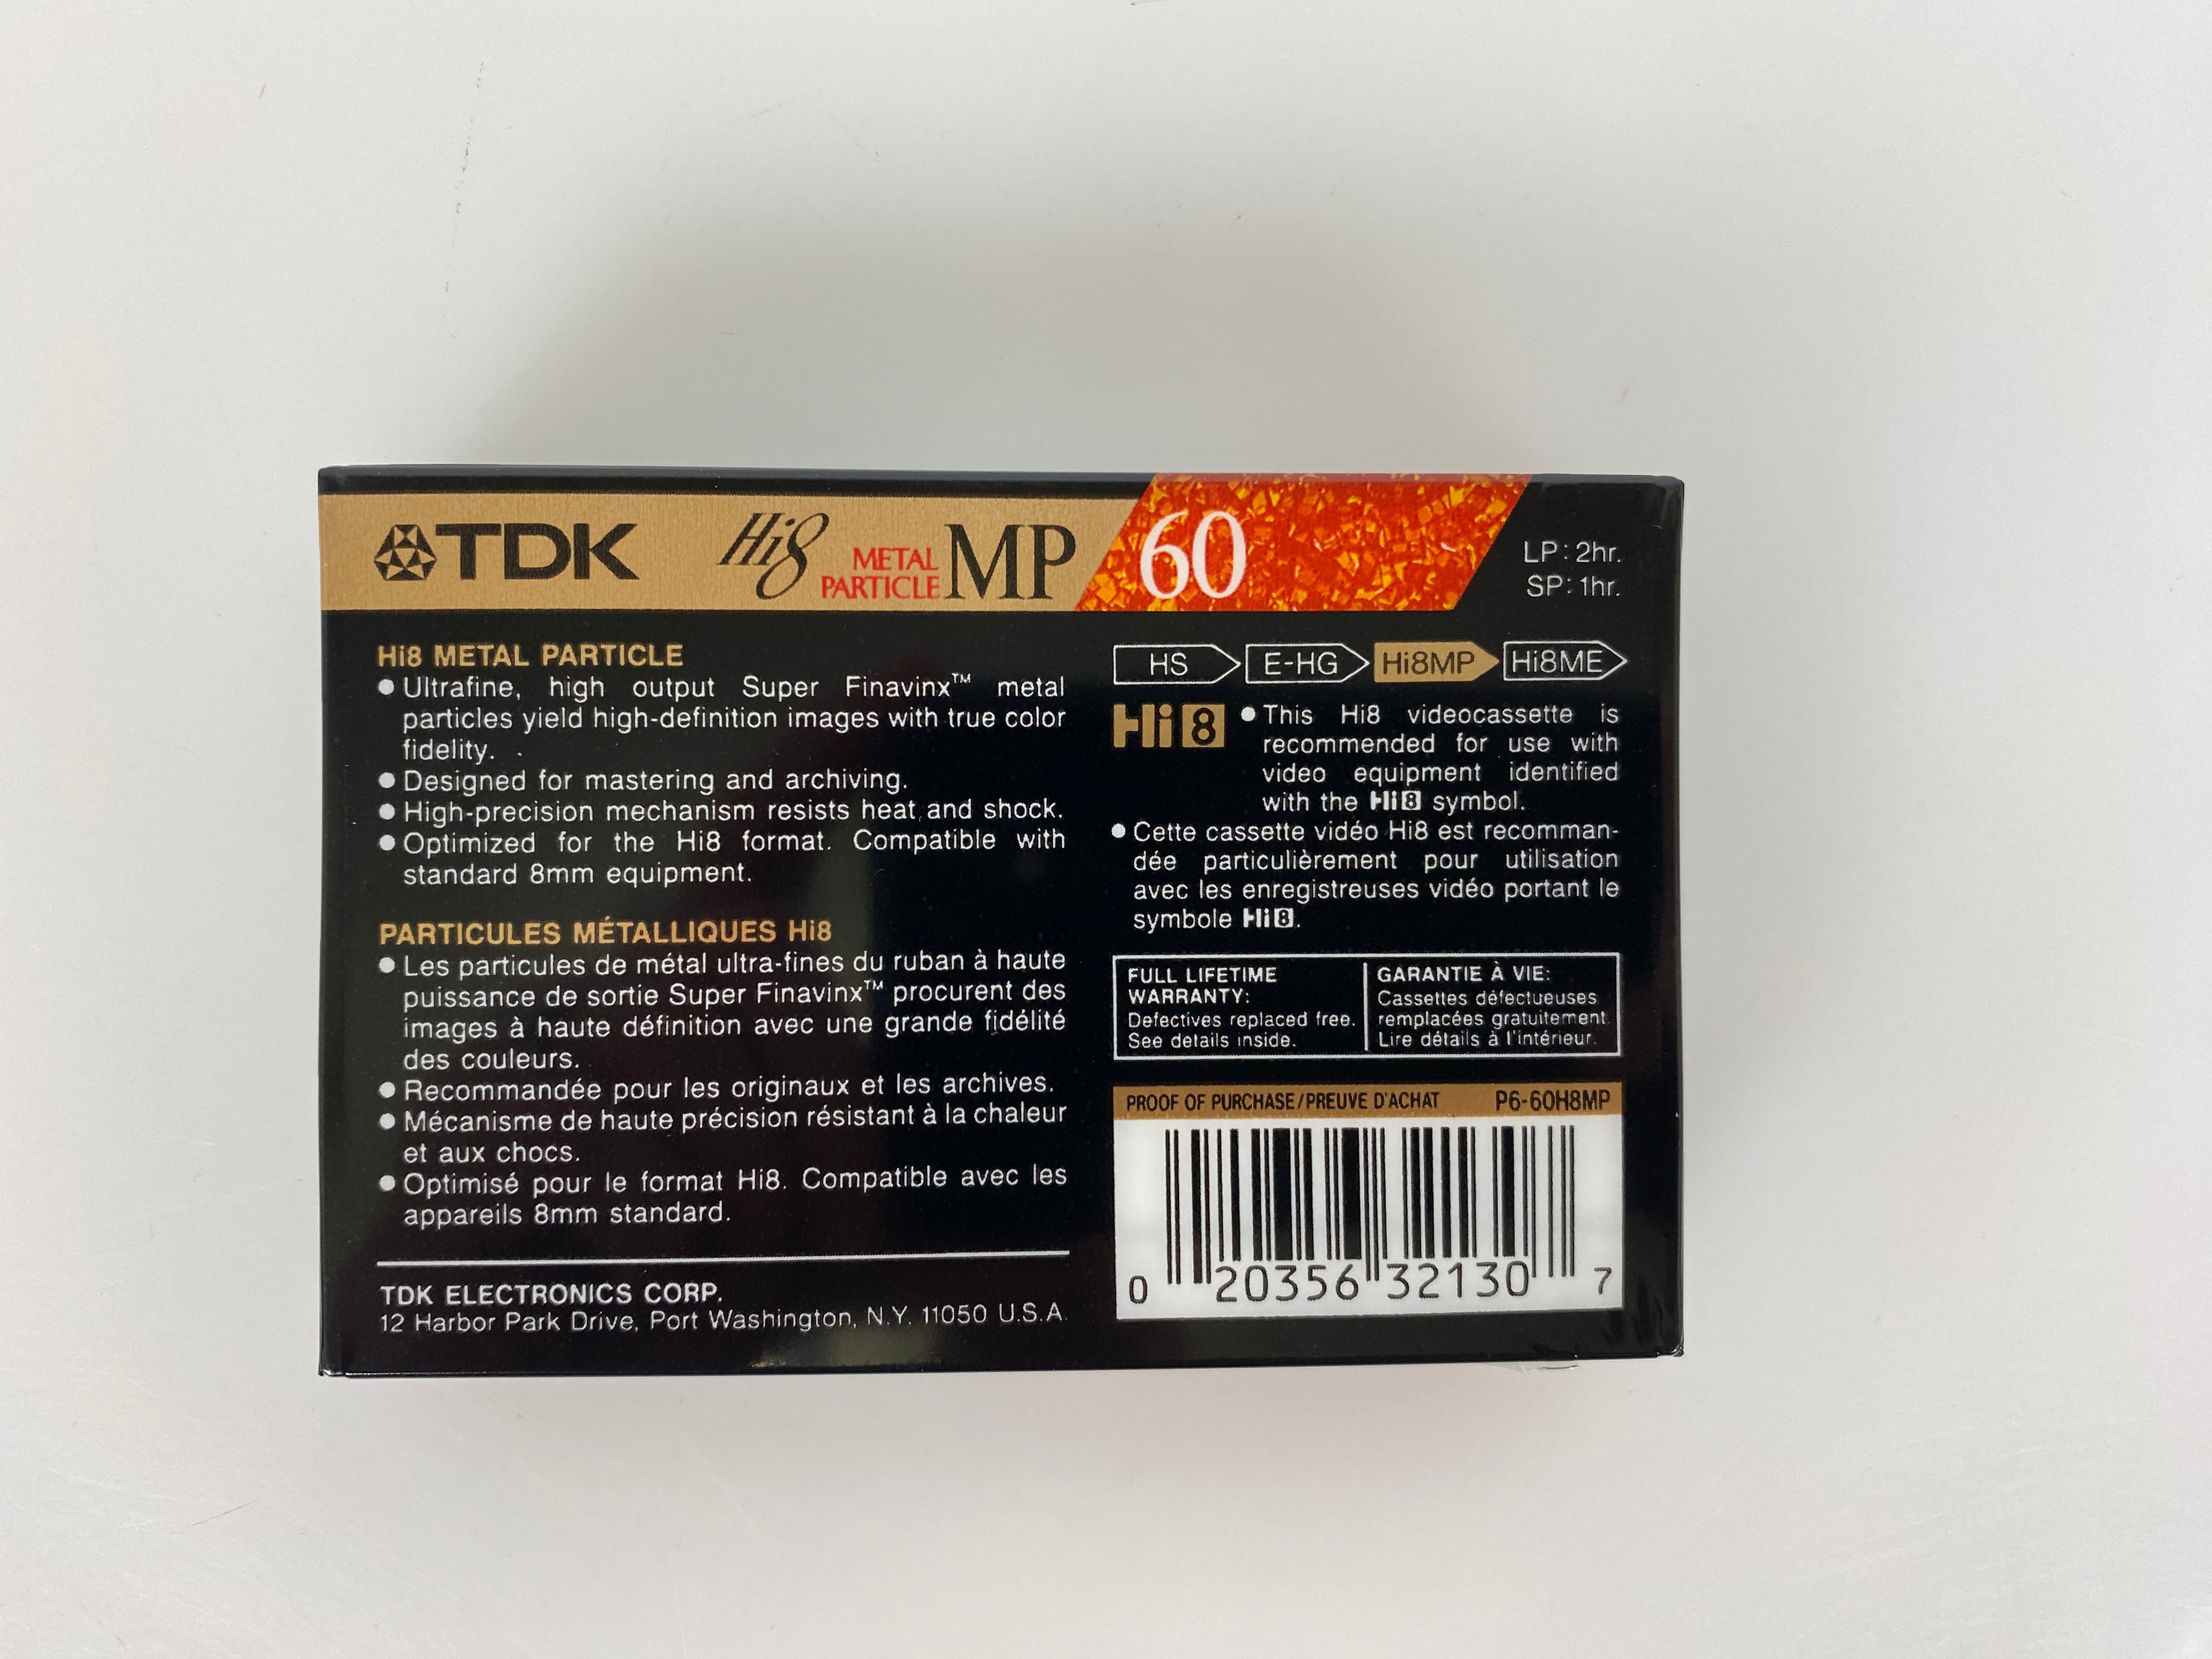 TDK Hi8 METAL PARTICLE MP 60
LP: 2hr.
SP: 1hr.
Hi8 METAL PARTICLE
● Ultrafine, high output Super Finavinx™ metal
particles yield high-definition images with true color
fidelity.
● Designed for mastering and archiving.
● High-precision mechanism resists heat and shock.
● Optimized for the Hi8 format. Compatible with
standard 8mm equipment.
PARTICULES MÉTALLIQUES Hi8
● Les particules de métal ultra-fines du ruban à haute
puissance de sortie Super Finavinx™ procurent des
images à haute définition avec une grande fidélité
des couleurs.
● Recommandée pour les originaux et les archives.
● Mécanisme de haute précision résistant à la chaleur
et aux chocs.
● Optimisé pour le format Hi8. Compatible avec les
appareils 8mm standard.
TDK ELECTRONICS CORP.
12 Harbor Park Drive, Port Washington, N.Y. 11050 U.S.A.
HS E-HG Hi8MP Hi8ME
Hi8 ● This Hi8 videocassette is
recommended for use with
video equipment identified
with the Hi8 symbol.
● Cette cassette vidéo Hi8 est recomman-
dée particulièrement pour utilisation
avec les enregistreuses vidéo portant le
symbole Hi8.
FULL LIFETIME
WARRANTY:
Defectives replaced free.
See details inside.
GARANTIE À VIE:
Cassettes défectueuses
remplacées gratuitement.
Lire détails à l'intérieur.
PROOF OF PURCHASE/PREUVE D'ACHAT P6-60H8MP
0 20356 32130 7